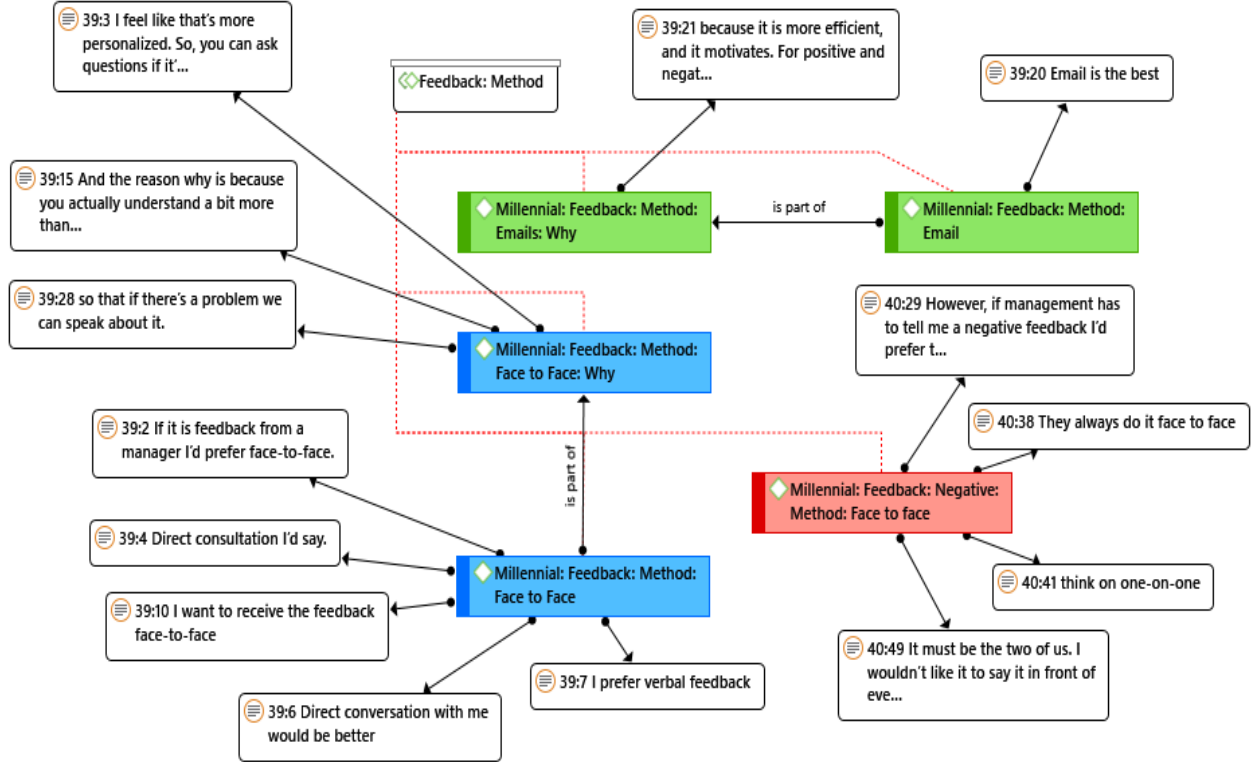 39:3 I feel like that's more
personalized. So, you can ask
questions if it'...
Feedback: Method
39:21 because it is more efficient,
and it motivates. For positive and
negat...
39:20 Email is the best
39:15 And the reason why is because
you actually understand a bit more
than...
Millennial: Feedback: Method:
Emails: Why
is part of
Millennial: Feedback: Method:
Email
39:28 so that if there's a problem we
can speak about it.
Millennial: Feedback: Method:
Face to Face: Why
40:29 However, if management has
to tell me a negative feedback I'd
prefer t...
39:2 If it is feedback from a
manager I'd prefer face-to-face.
40:38 They always do it face to face
is part of
Millennial: Feedback: Negative:
Method: Face to face
39:4 Direct consultation I'd say.
Millennial: Feedback: Method:
Face to Face
40:41 think on one-on-one
39:10 I want to receive the feedback
face-to-face
40:49 It must be the two of us. I
wouldn't like it to say it in front of
eve...
39:7 I prefer verbal feedback
39:6 Direct conversation with me
would be better